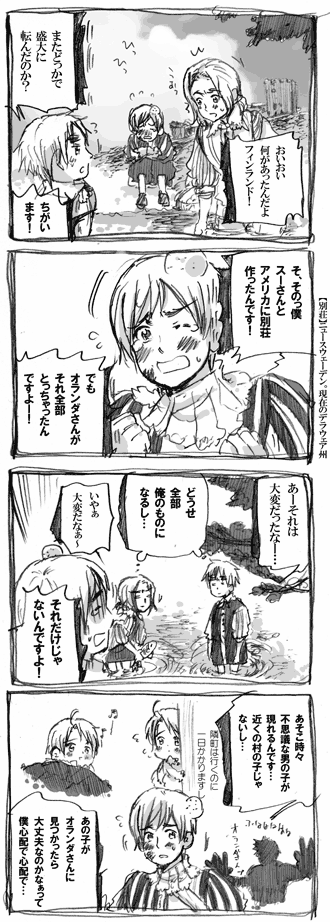 おいおい
何があったんだよ
フィンランド！
またどっかで
盛大に
転んだのか？
ちがい
ます！
そ、そのっ僕
スーさんと
アメリカに別荘
作ったんです！
でも
オランダさんが
それ全部
とっちゃったん
ですよー！
【別荘】ニュースウェーデン。現在のデラウェア州
あーそれは
大変だったなー…
どうせ
全部
俺のものに
なるし…
いやぁ
大変だなぁ～
それだけじゃ
ないんですよ！
あそこ時々
不思議な男の子が
現れるんです…
近くの村の子じゃ
ないし…
隣町は行くのに
一日かかりますし
あの子が
オランダさんに
見つかったら
大丈夫なのかなぁって
僕心配で心配で…